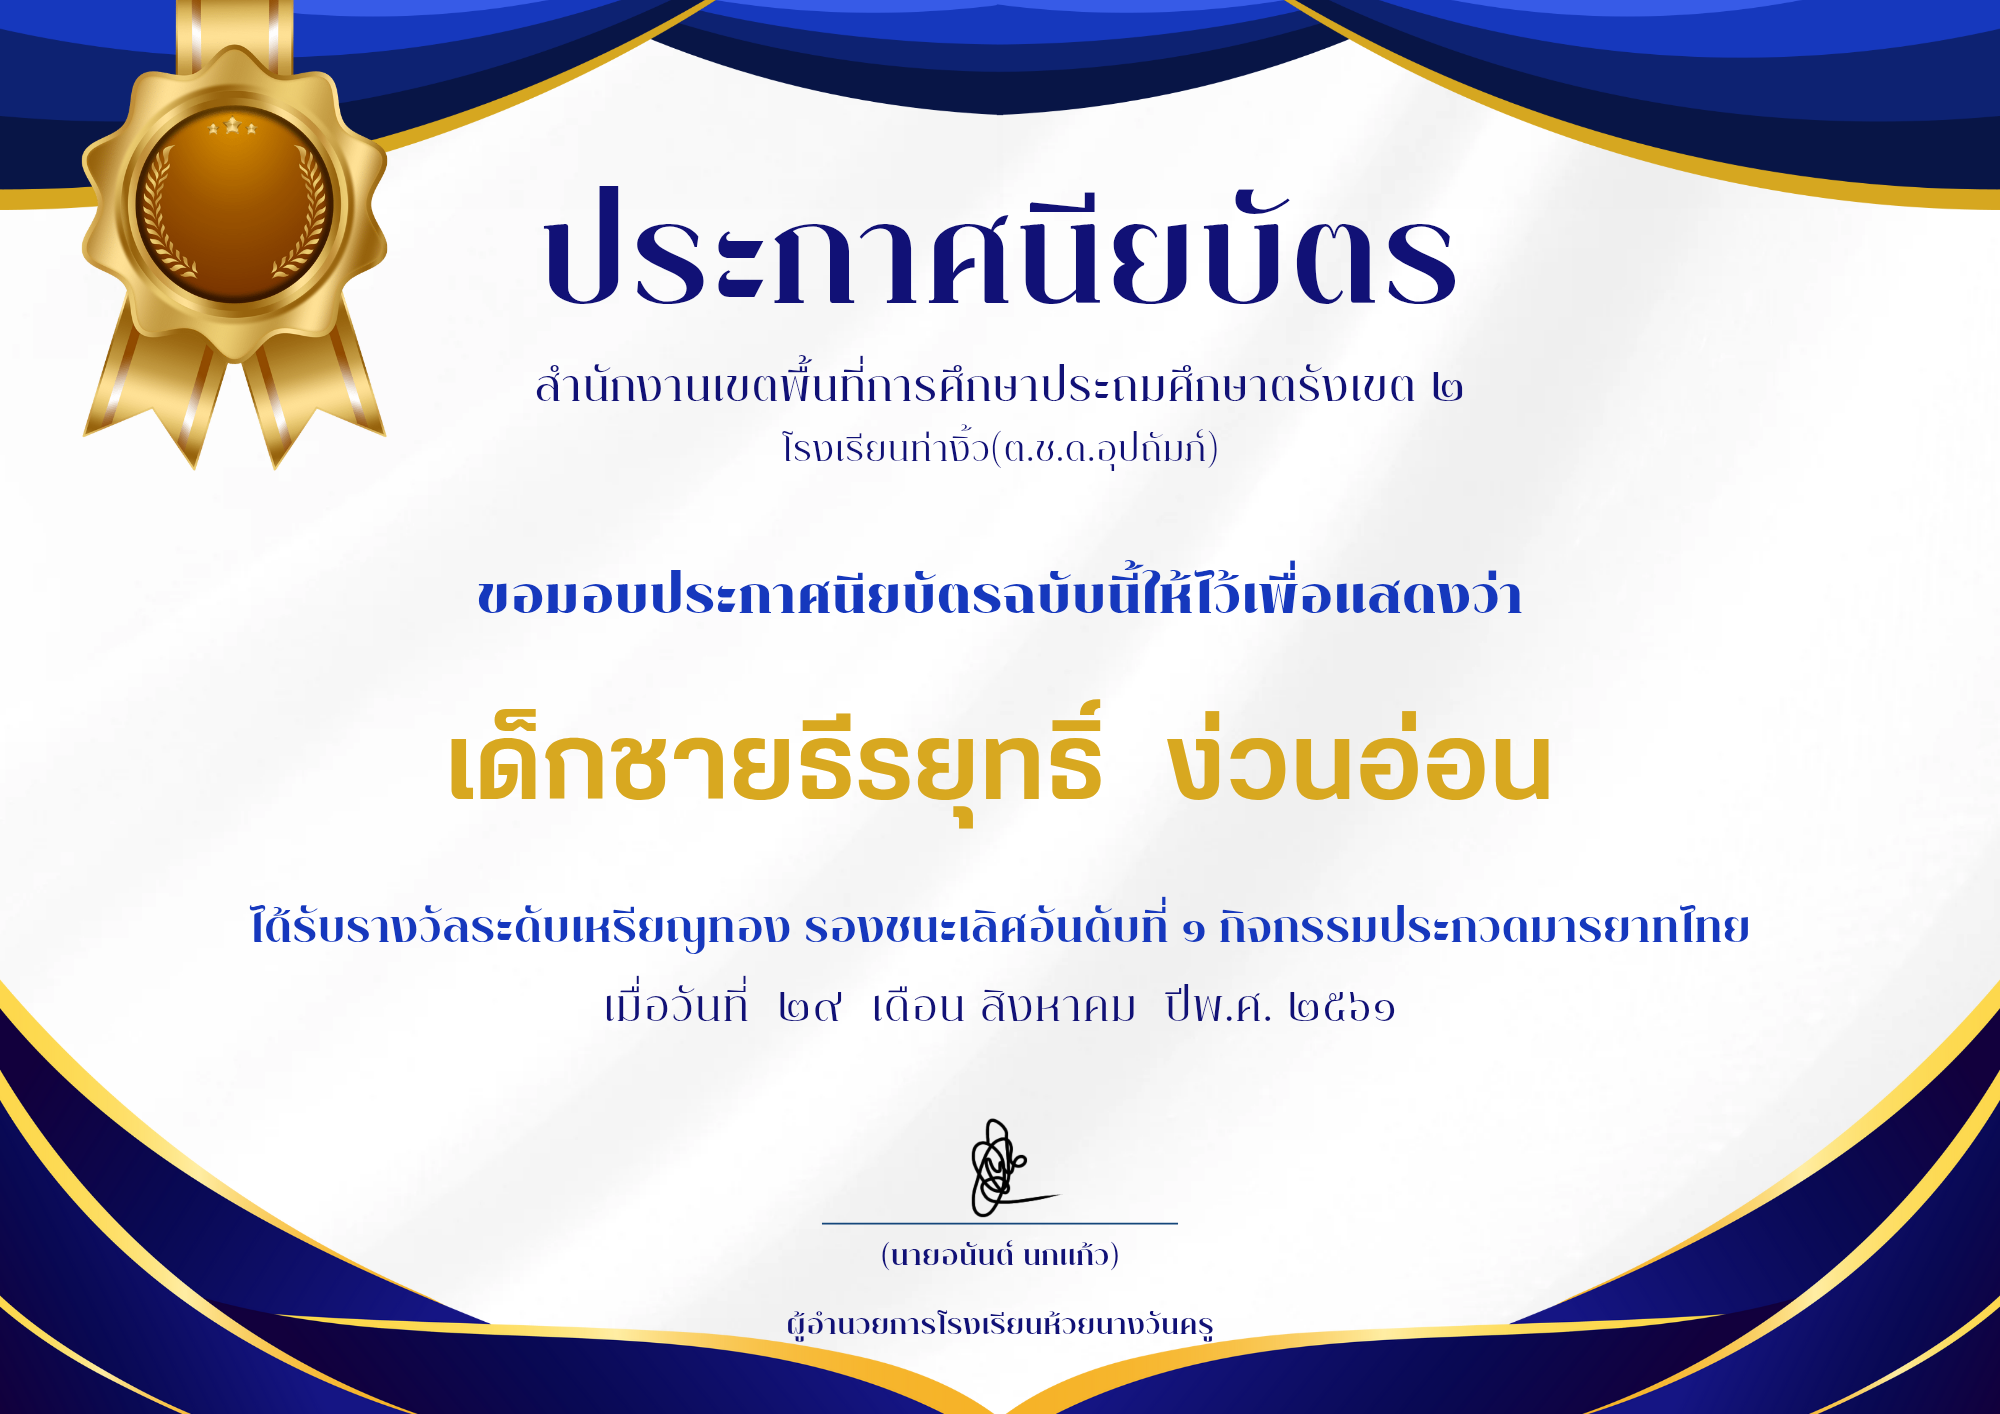 ประกาศนียบัตร
สำนักงานเขตพื้นที่การศึกษาประถมศึกษาตรังเขต ๒
โรงเรียนท่างิ้ว(ต.ช.ด.อุปถัมภ์)
ขอมอบประกาศนียบัตรฉบับนี้ให้ไว้เพื่อแสดงว่า
เด็กชายธีรยุทธิ์ ง่วนอ่อน
ได้รับรางวัลระดับเหรียญทอง รองชนะเลิศอันดับที่ ๑ กิจกรรมประกวดมารยาทไทย
เมื่อวันที่ ๒๙ เดือน สิงหาคม ปีพ.ศ. ๒๕๖๑
(นายอนันต์ นกแก้ว)
ผู้อำนวยการโรงเรียนห้วยนางวันครู